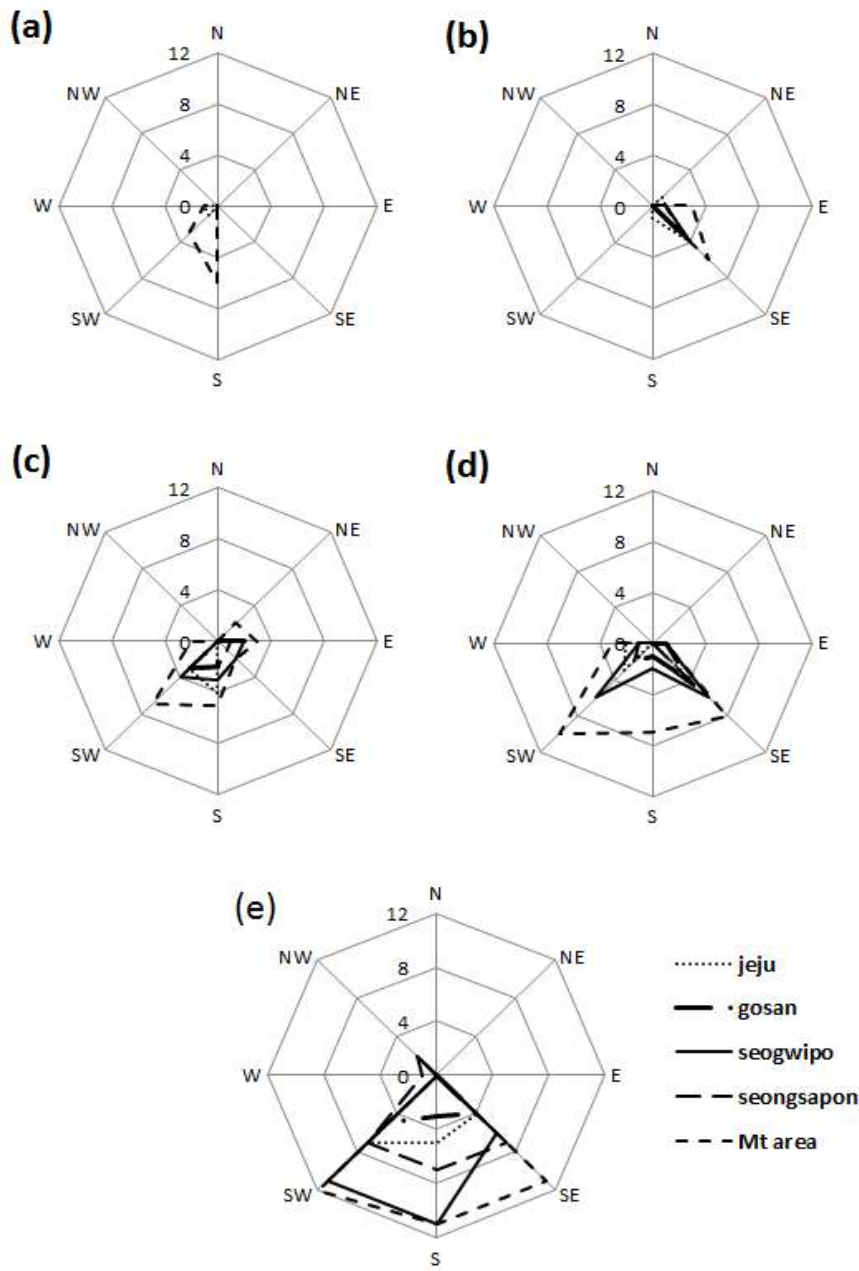 (a)
N
12
NW
NE
8
4
W
0
E
SW
SE
S
(b)
N
12
NW
NE
8
4
W
0
E
SW
SE
S
(c)
N
12
NW
NE
8
4
W
0
E
SW
SE
S
(d)
N
12
NW
NE
8
4
W
0
E
SW
SE
S
(e)
N
12
NW
NE
8
4
W
0
E
SW
SE
S
jeju
gosan
seogwipo
seongsapon
Mt area